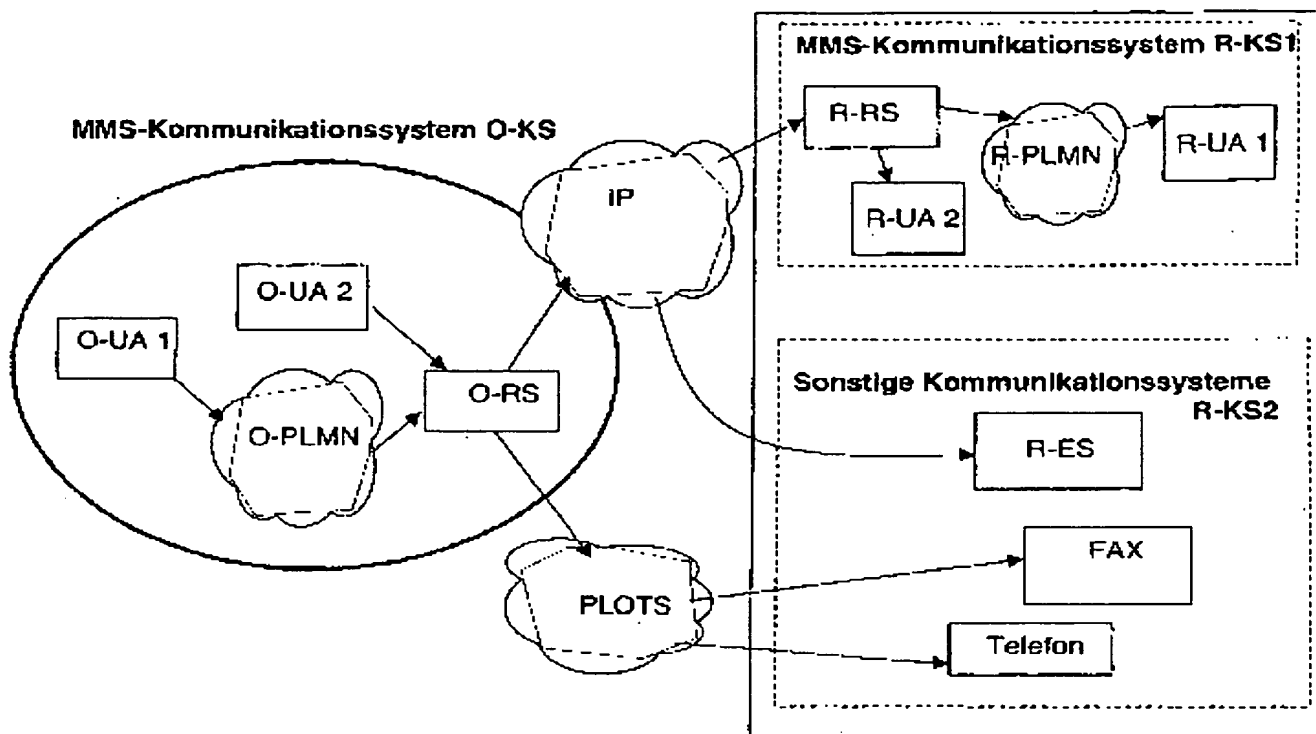 MMS-Kommunikationssystem O-KS
O-UA 1
O-UA 2
O-PLMN
O-RS
IP
PLOTS
MMS-Kommunikationssystem R-KS1
R-RS
R-PLMN
R-UA 1
R-UA 2
Sonstige Kommunikationssysteme
R-KS2
R-ES
FAX
Telefon